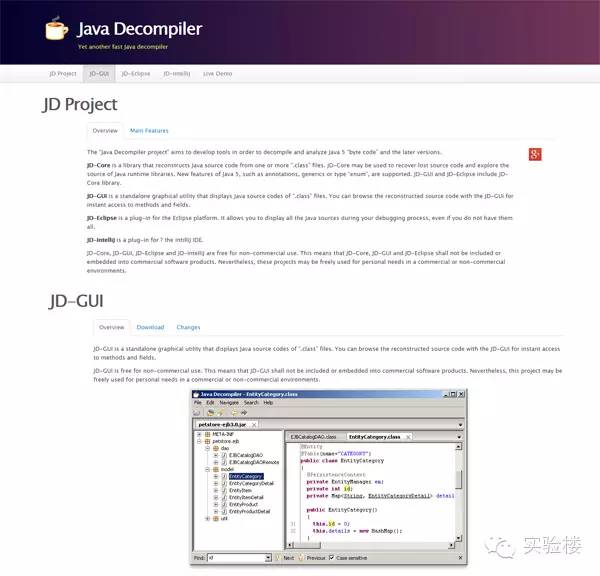 Java Decompiler
Yet another fast Java decompiler
JD Project JD-GUI JD-Eclipse JD-IntelliJ Live Demo
JD Project
Overview Main Features
The "Java Decompiler project" aims to develop tools in order to decompile and analyze Java 5 "byte code" and the later versions.
JD-Core is a library that reconstructs Java source code from one or more ".class" files. JD-Core may be used to recover lost source code and explore the
source of Java runtime libraries. New features of Java 5, such as annotations, generics or type "enum", are supported. JD-GUI and JD-Eclipse include JD-
Core library.
JD-GUI is a standalone graphical utility that displays Java source codes of ".class" files. You can browse the reconstructed source code with the JD-GUI for
instant access to methods and fields.
JD-Eclipse is a plug-in for the Eclipse platform. It allows you to display all the Java sources during your debugging process, even if you do not have them
all.
JD-IntelliJ is a plug-in for ? the IntilliJ IDE.
JD-Core, JD-GUI, JD-Eclipse and JD-IntelliJ are free for non-commercial use. This means that JD-Core, JD-GUI and JD-Eclipse shall not be included or
embedded into commercial software products. Nevertheless, these projects may be freely used for personal needs in a commercial or non-commercial
environments.
JD-GUI
Overview Download Changes
JD-GUI is a standalone graphical utility that displays Java source codes of ".class" files. You can browse the reconstructed source code with the JD-GUI for instant access
to methods and fields.
JD-GUI is free for non-commercial use. This means that JD-GUI shall not be included or embedded into commercial software products. Nevertheless, this project may be
freely used for personal needs in a commercial or non-commercial environments.
Java Decompiler - EntityCategory.class
File Edit Navigate Search Help
petstore-ejb3.0.jar
META-INF
petstore.ejb
dao
EJBCatalogDAO
EJBCatalogDAORemote
model
EntityCategory
EntityCategoryDetail
EntityItem
EntityItemDetail
EntityProduct
EntityProductDetail
util
EJBCatalogDAO.class EntityCategory.class
@Entity
@Table(name="CATEGORY")
public class EntityCategory
{
@PersistenceContext
private EntityManager em;
private int id;
private Map<String, EntityCategoryDetail> detail
public EntityCategory()
{
31 this.id = 0;
this.details = new HashMap();
}
Find: id Next Previous Case sensitive
实验楼